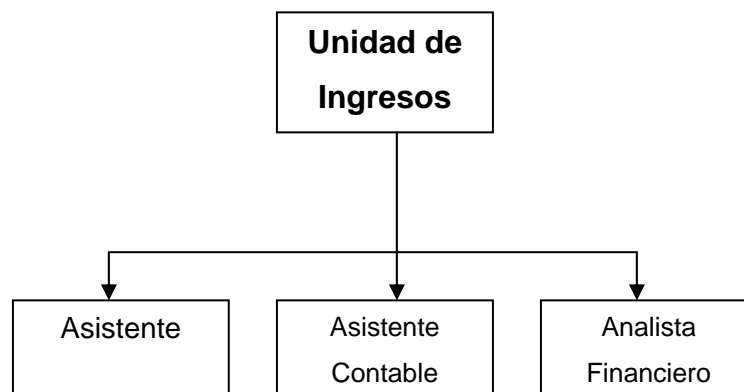 Unidad de
Ingresos
Asistente
Asistente
Contable
Analista
Financiero